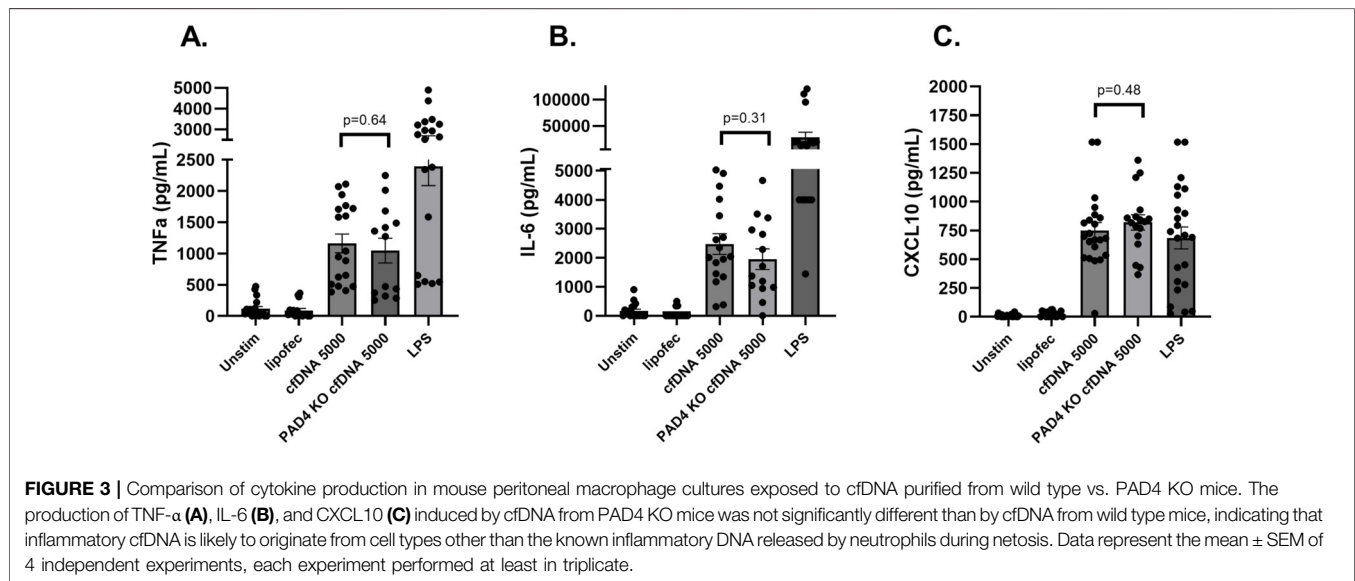 A.
TNFa (pg/mL)
5000
4000
3000
2500
2000
1500
1000
500
0
p=0.64
Unstim
lipofec
cfDNA 5000
PAD4 KO cfDNA 5000
LPS
B.
IL-6 (pg/mL)
100000
50000
5000
4000
3000
2000
1000
0
p=0.31
Unstim
lipofec
cfDNA 5000
PAD4 KO cfDNA 5000
LPS
C.
CXCL10 (pg/mL)
2000
1750
1500
1250
1000
750
500
250
0
p=0.48
Unstim
lipofec
cfDNA 5000
PAD4 KO cfDNA 5000
LPS
FIGURE 3 | Comparison of cytokine production in mouse peritoneal macrophage cultures exposed to cfDNA purified from wild type vs. PAD4 KO mice. The
production of TNF-α (A), IL-6 (B), and CXCL10 (C) induced by cfDNA from PAD4 KO mice was not significantly different than by cfDNA from wild type mice, indicating that
inflammatory cfDNA is likely to originate from cell types other than the known inflammatory DNA released by neutrophils during netosis. Data represent the mean ± SEM of
4 independent experiments, each experiment performed at least in triplicate.